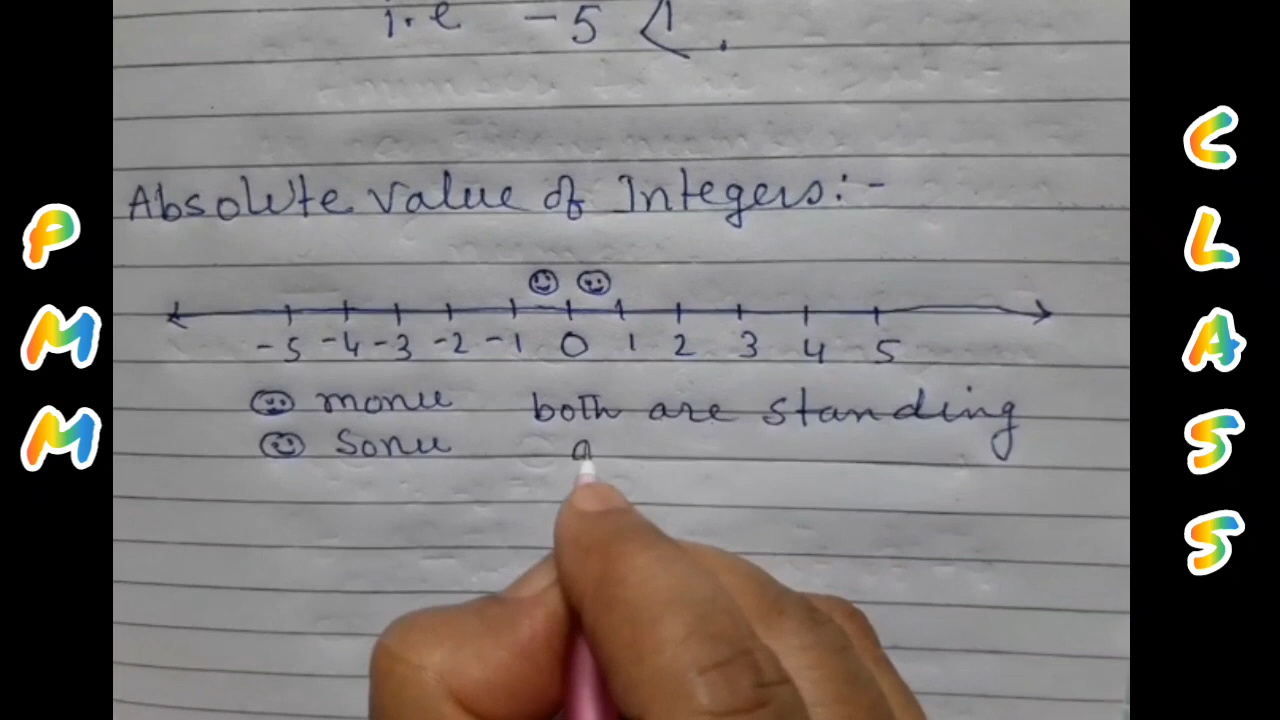 i.e -5 <1.
Absolute value of Integers:-
-5 -4 -3 -2 -1 0 1 2 3 4 5
monu both are standing
sonu a
PMM
CLASS